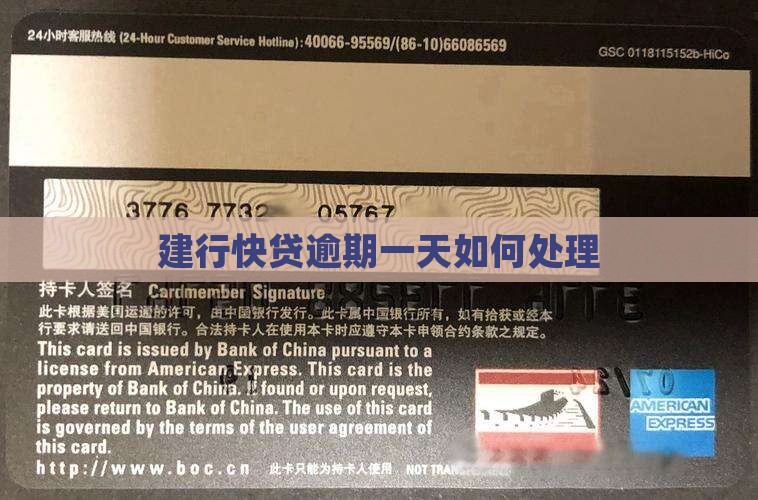 24小时客服热线 (24-Hour Customer Service Hotline):40066-95569/(86-10)66086569
GSC 0118115152b-HiCo
3776 7732 05767
建行快贷逾期一天如何处理
持卡人签名 Cardmember Signature
此卡根据美国运通的许可,由中国银行发行。此卡属中国银行所有,如有拾获或经本
行要求请送回中国银行。合法持卡人在使用本卡时应遵守本卡申领合约条款之规定。
This card is issued by Bank of China pursuant to a
license from American Express. This card is the
property of Bank of China. If found or upon request,
please return to Bank of China. The use of this card
is governed by the terms of the user agreement of
this card.
http://www.boc.cn 此卡只能为持卡人使用 NOT
AMERICAN
EXPRESS